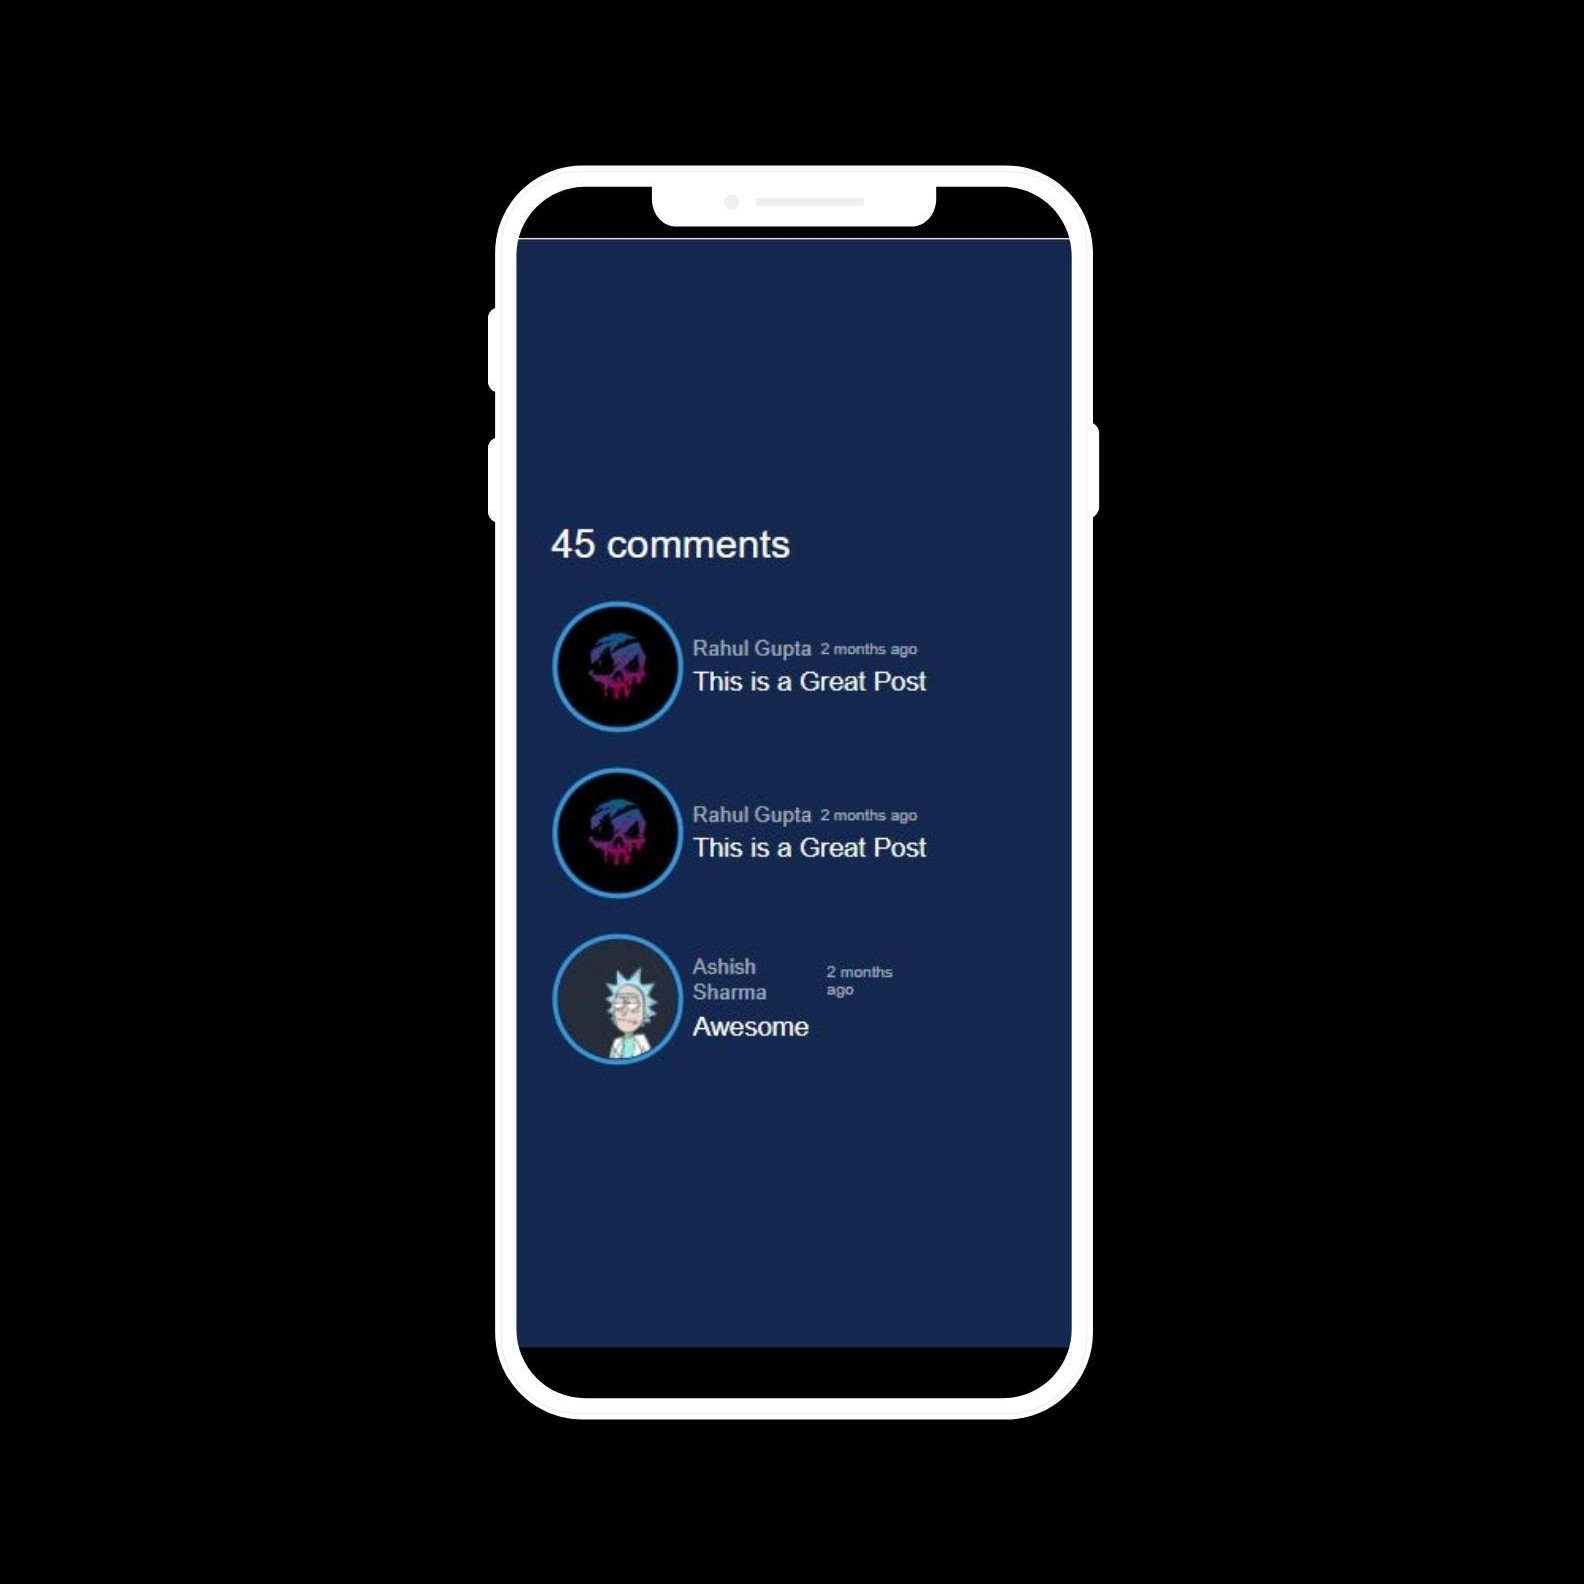 45 comments
Rahul Gupta 2 months ago
This is a Great Post
Rahul Gupta 2 months ago
This is a Great Post
Ashish
Sharma
2 months
ago
Awesome